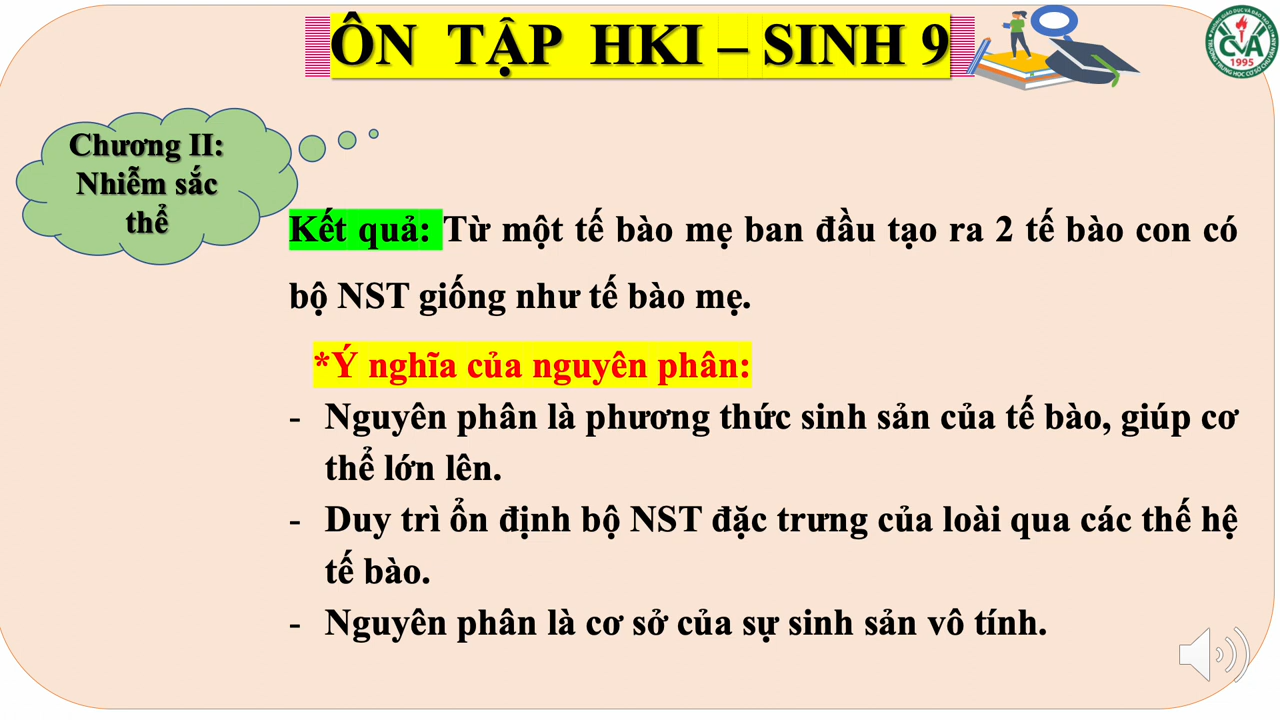 ÔN TẬP HKI – SINH 9
CVA
1995
Chương II:
Nhiễm sắc
thể
Kết quả: Từ một tế bào mẹ ban đầu tạo ra 2 tế bào con có
bộ NST giống như tế bào mẹ.
*Ý nghĩa của nguyên phân:
- Nguyên phân là phương thức sinh sản của tế bào, giúp cơ
thể lớn lên.
- Duy trì ổn định bộ NST đặc trưng của loài qua các thế hệ
tế bào.
- Nguyên phân là cơ sở của sự sinh sản vô tính.